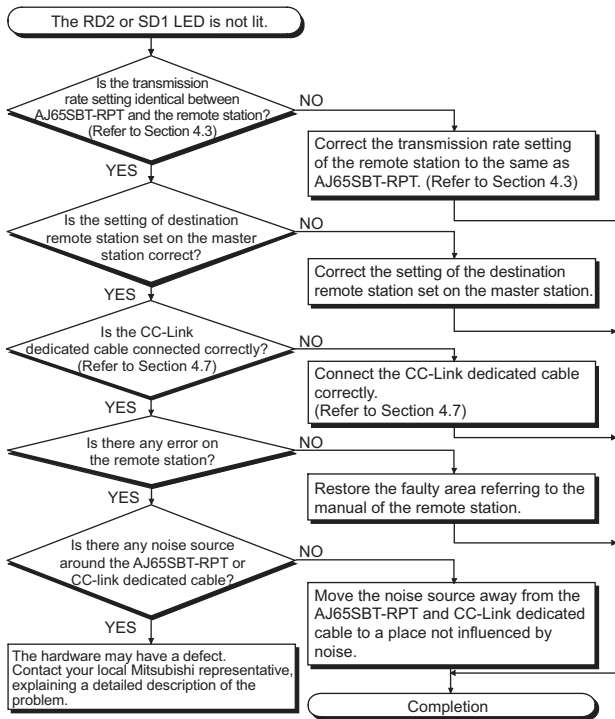 The RD2 or SD1 LED is not lit.
Is the transmission
rate setting identical between
AJ65SBT-RPT and the remote station?
(Refer to Section 4.3)
NO
Correct the transmission rate setting
of the remote station to the same as
AJ65SBT-RPT. (Refer to Section 4.3)
YES
Is the setting of destination
remote station set on the master
station correct?
NO
Correct the setting of the destination
remote station set on the master station.
YES
Is the CC-Link
dedicated cable connected correctly?
(Refer to Section 4.7)
NO
Connect the CC-Link dedicated cable
correctly.
(Refer to Section 4.7)
YES
Is there any error on
the remote station?
NO
Restore the faulty area referring to the
manual of the remote station.
YES
Is there any noise source
around the AJ65SBT-RPT or
CC-link dedicated cable?
NO
Move the noise source away from the
AJ65SBT-RPT and CC-Link dedicated
cable to a place not influenced by
noise.
YES
The hardware may have a defect.
Contact your local Mitsubishi representative,
explaining a detailed description of the
problem.
Completion